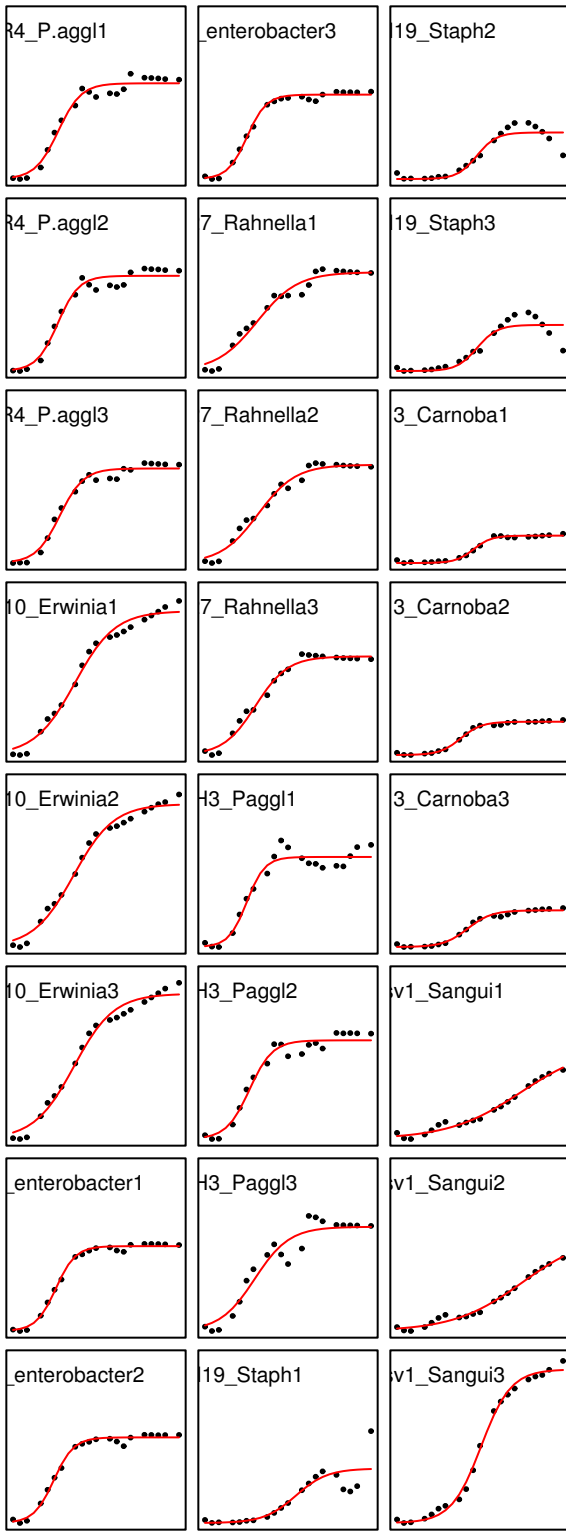 R4_P.aggl1
R4_P.aggl2
R4_P.aggl3
10_Erwinia1
10_Erwinia2
10_Erwinia3
_enterobacter1
_enterobacter2
_enterobacter3
7_Rahnella1
7_Rahnella2
7_Rahnella3
H3_Paggl1
H3_Paggl2
H3_Paggl3
l19_Staph1
l19_Staph2
l19_Staph3
3_Carnoba1
3_Carnoba2
3_Carnoba3
sv1_Sangui1
sv1_Sangui2
sv1_Sangui3